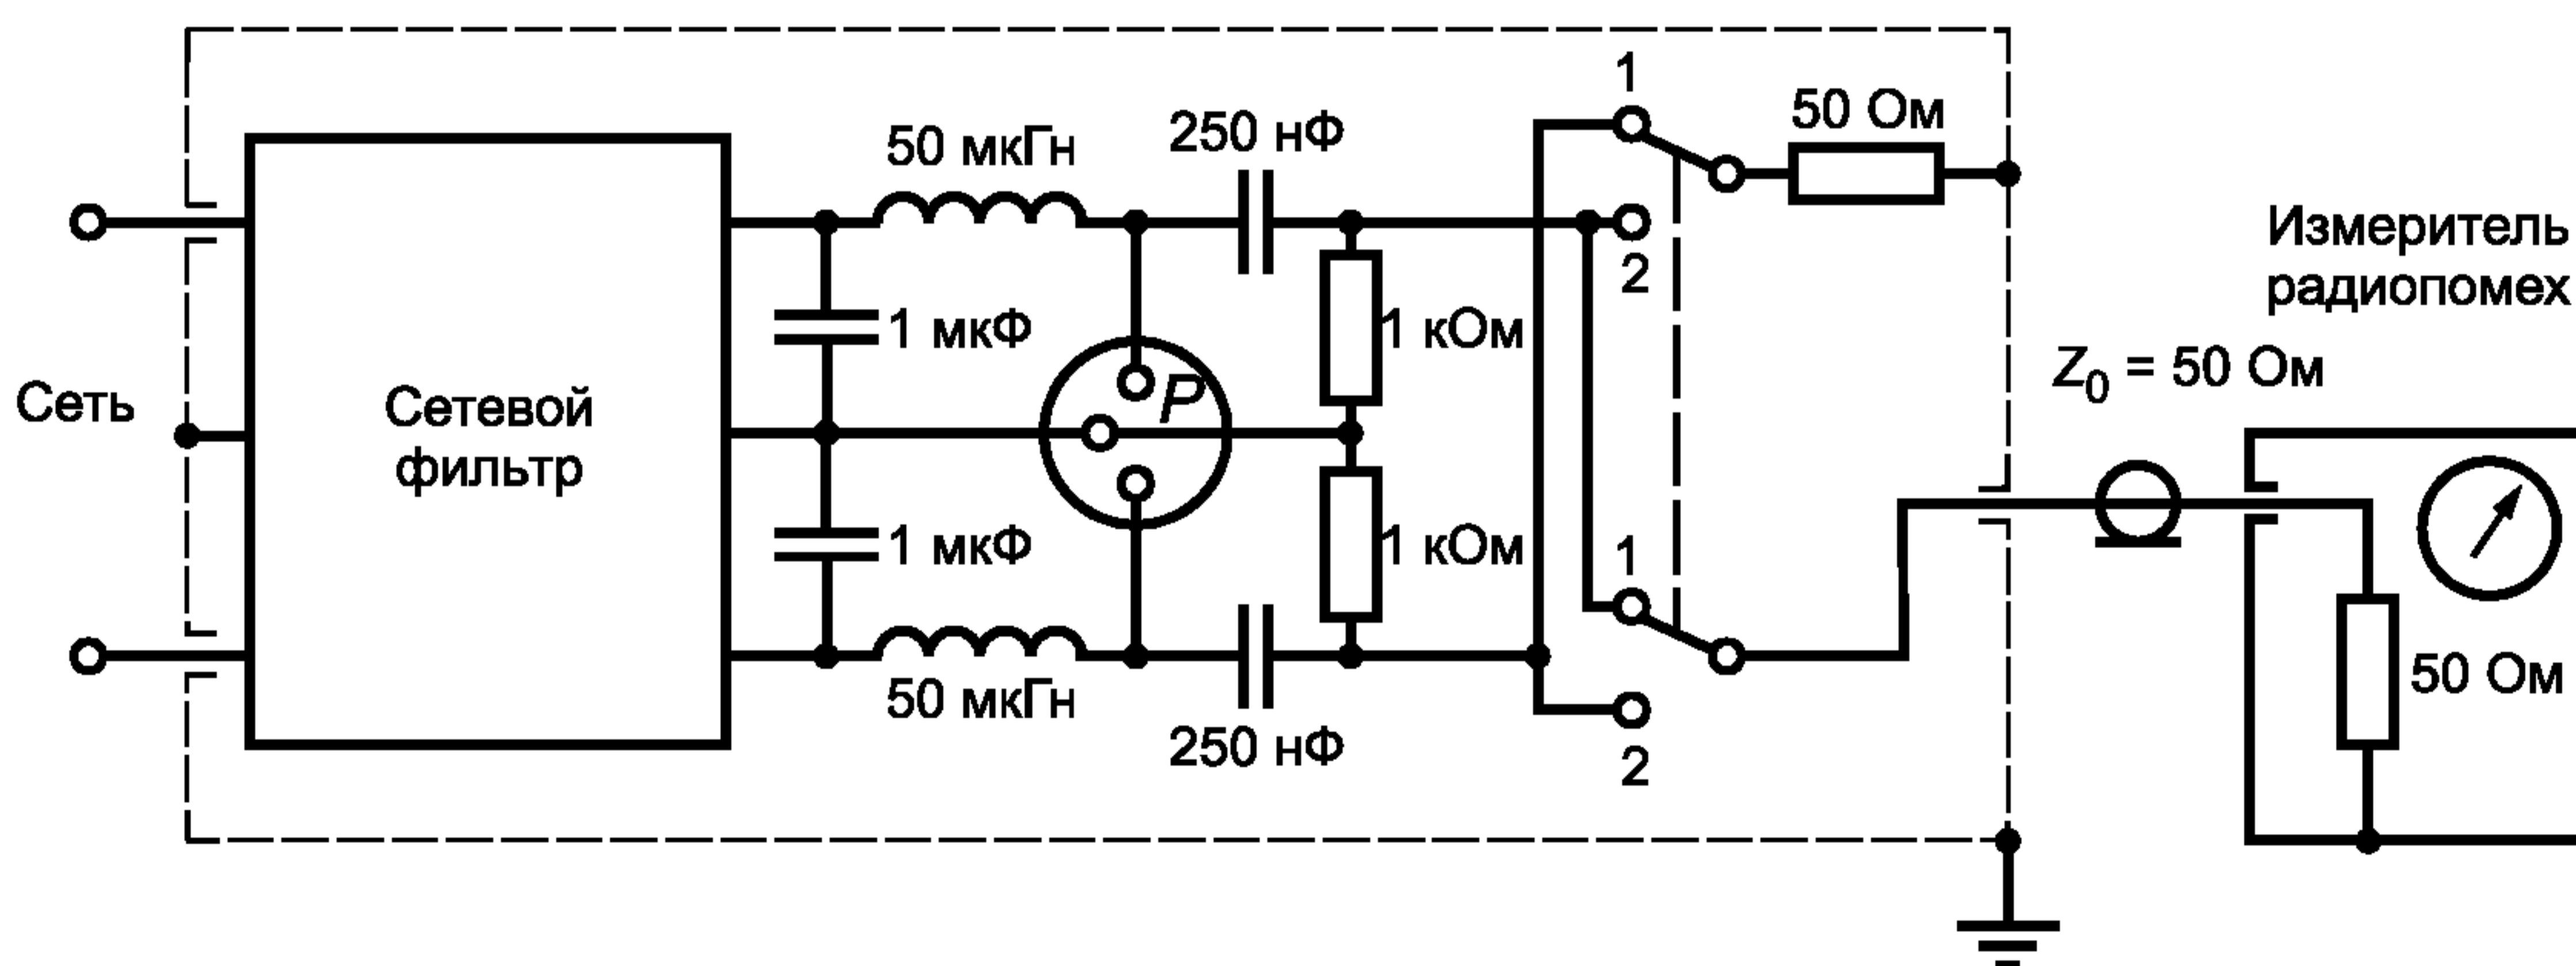 1
50 Ом
50 мкГн
250 нФ
2
Измеритель
радиопомех
1 мкФ
1 кОм
Z0 = 50 Ом
Сеть
Сетевой
фильтр
P
1 мкФ
1 кОм
1
50 мкГн
250 нФ
2
50 Ом